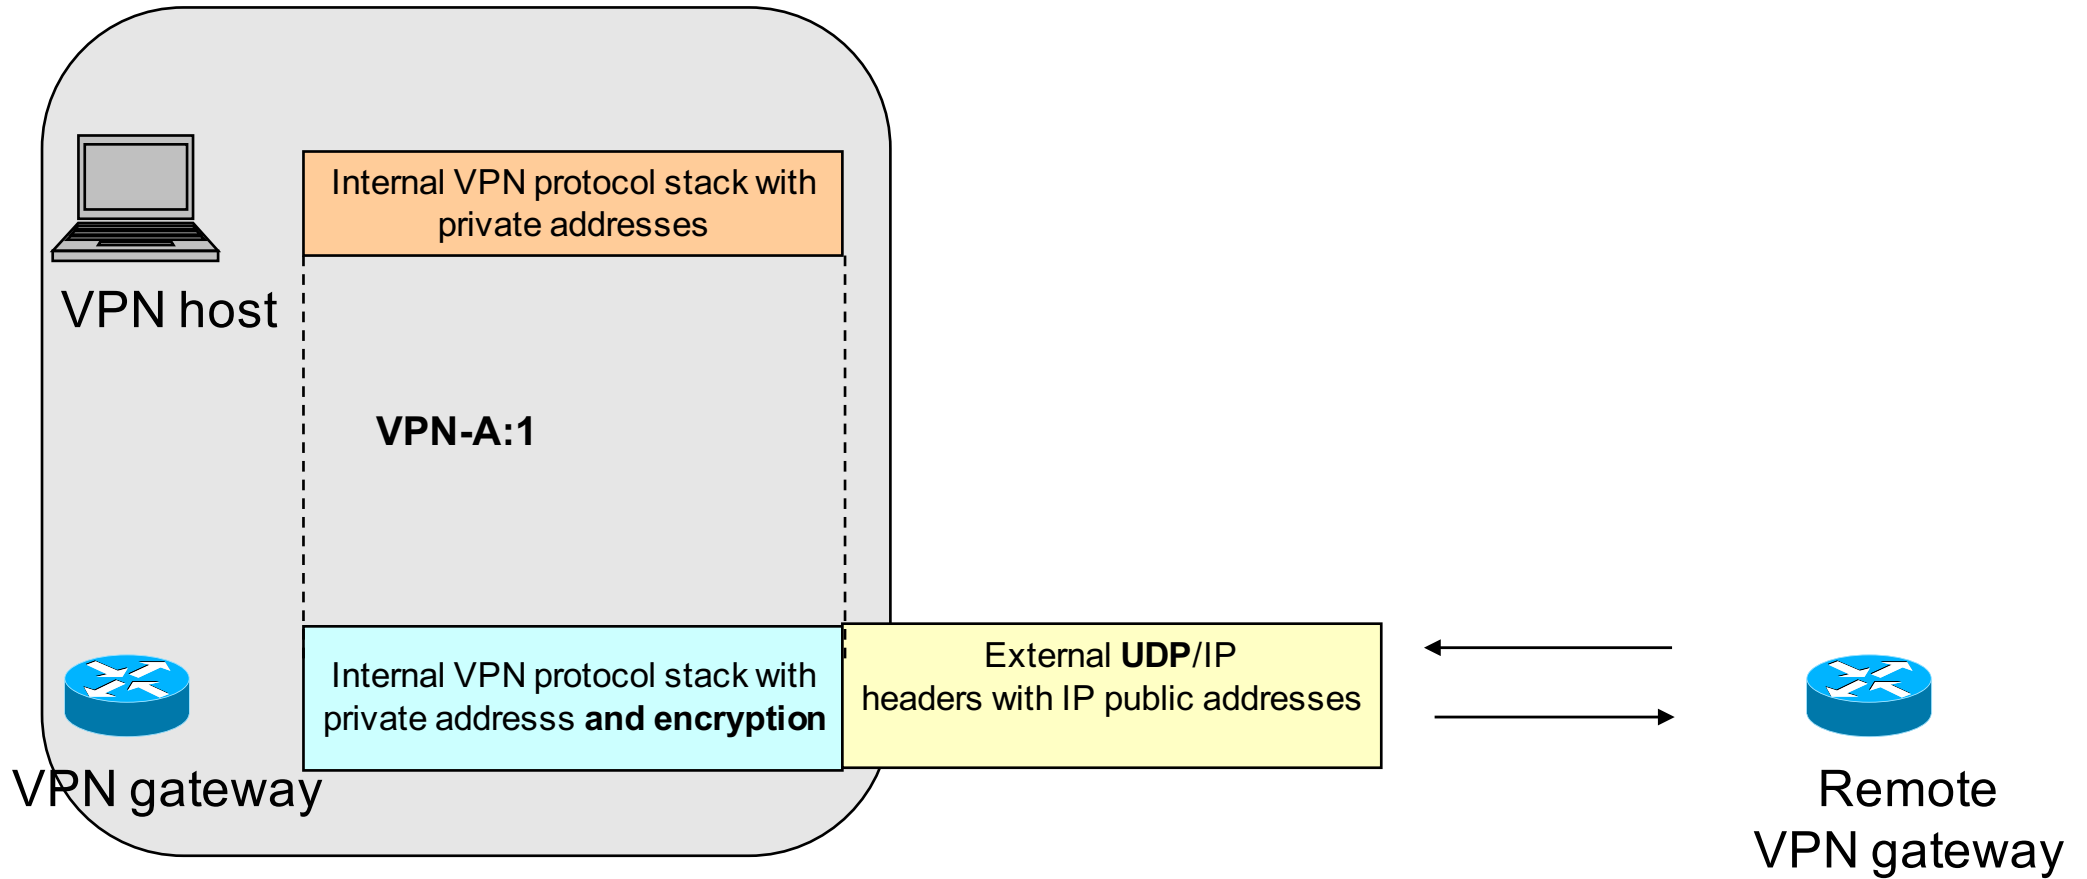 Internal VPN protocol stack with
private addresses
VPN host
VPN-A:1
Internal VPN protocol stack with
private addresss and encryption
External UDP/IP
headers with IP public addresses
VPN gateway
Remote
VPN gateway